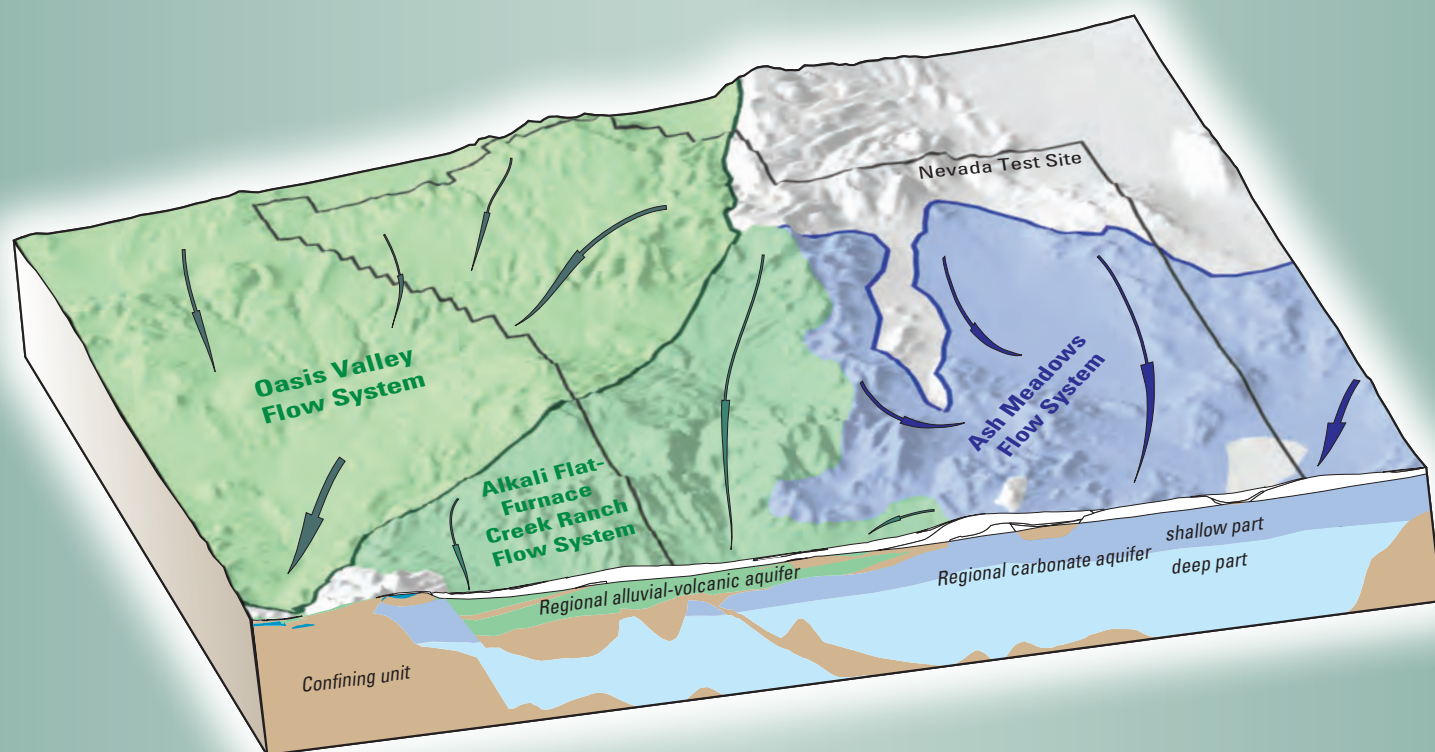 Nevada Test Site
Oasis Valley
Flow System
Ash Meadows
Flow System
Alkali Flat-
Furnace
Creek Ranch
Flow System
Regional alluvial-volcanic aquifer
Regional carbonate aquifer
shallow part
deep part
Confining unit